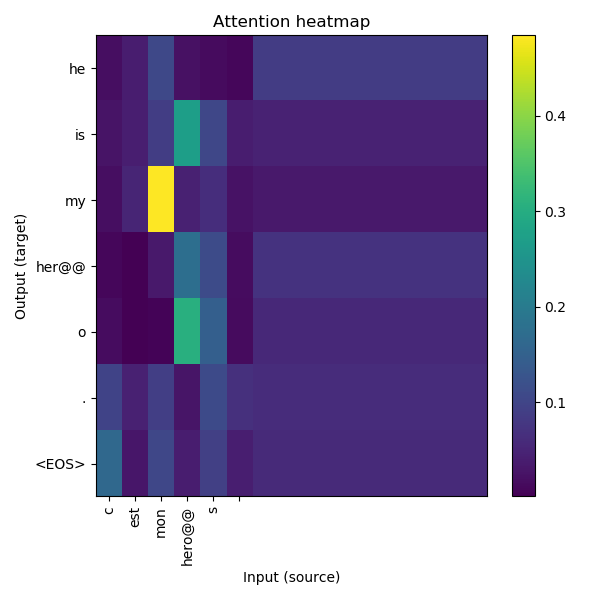 Attention heatmap
Output (target)
he
is
my
her@@
o
.
<EOS>
c
est
mon
hero@@
s
Input (source)
0.4
0.3
0.2
0.1